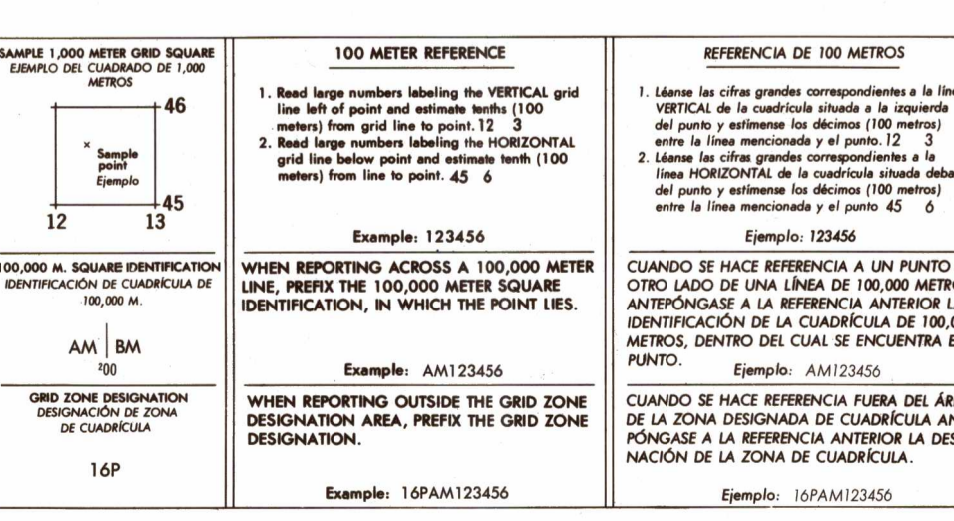 SAMPLE 1,000 METER GRID SQUARE
EJEMPLO DEL CUADRADO DE 1,000
METROS
46
×
Sample
point
Ejemplo
45
12 13
100,000 M. SQUARE IDENTIFICATION
IDENTIFICACIÓN DE CUADRÍCULA DE
100,000 M.
AM | BM
²00
GRID ZONE DESIGNATION
DESIGNACIÓN DE ZONA
DE CUADRÍCULA
16P
100 METER REFERENCE
1. Read large numbers labeling the VERTICAL grid
line left of point and estimate tenths (100
meters) from grid line to point. 12 3
2. Read large numbers labeling the HORIZONTAL
grid line below point and estimate tenth (100
meters) from line to point. 45 6
Example: 123456
WHEN REPORTING ACROSS A 100,000 METER
LINE, PREFIX THE 100,000 METER SQUARE
IDENTIFICATION, IN WHICH THE POINT LIES.
Example: AM123456
WHEN REPORTING OUTSIDE THE GRID ZONE
DESIGNATION AREA, PREFIX THE GRID ZONE
DESIGNATION.
Example: 16PAM123456
REFERENCIA DE 100 METROS
1. Léanse las cifras grandes correspondientes a la
VERTICAL de la cuadrícula situada a la izquierda
del punto y estímense los décimos (100 metros)
entre la línea mencionada y el punto. 12 3
2. Léanse las cifras grandes correspondientes a la
línea HORIZONTAL de la cuadrícula situada
del punto y estímense los décimos (100 metros)
entre la línea mencionada y el punto 45 6
Ejemplo: 123456
CUANDO SE HACE REFERENCIA A UN PUNTO
OTRO LADO DE UNA LÍNEA DE 100,000
ANTEPÓNGASE A LA REFERENCIA ANTERIOR
IDENTIFICACIÓN DE LA CUADRÍCULA DE
METROS, DENTRO DEL CUAL SE ENCUENTRA
PUNTO.
Ejemplo: AM123456
CUANDO SE HACE REFERENCIA FUERA DEL
DE LA ZONA DESIGNADA DE CUADRÍCULA
PÓNGASE A LA REFERENCIA ANTERIOR LA
NACIÓN DE LA ZONA DE CUADRÍCULA.
Ejemplo: 16PAM123456